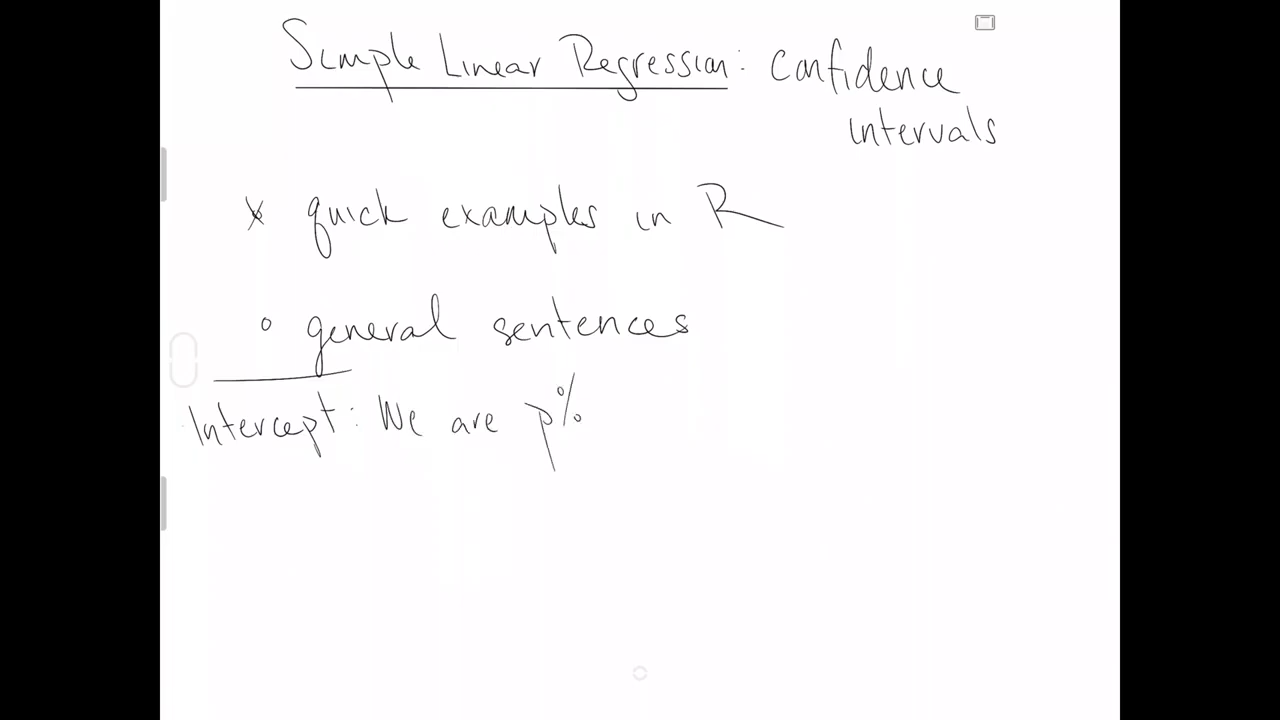 Simple Linear Regression: Confidence
intervals
* quick examples in R
° general sentences
Intercept: We are p%